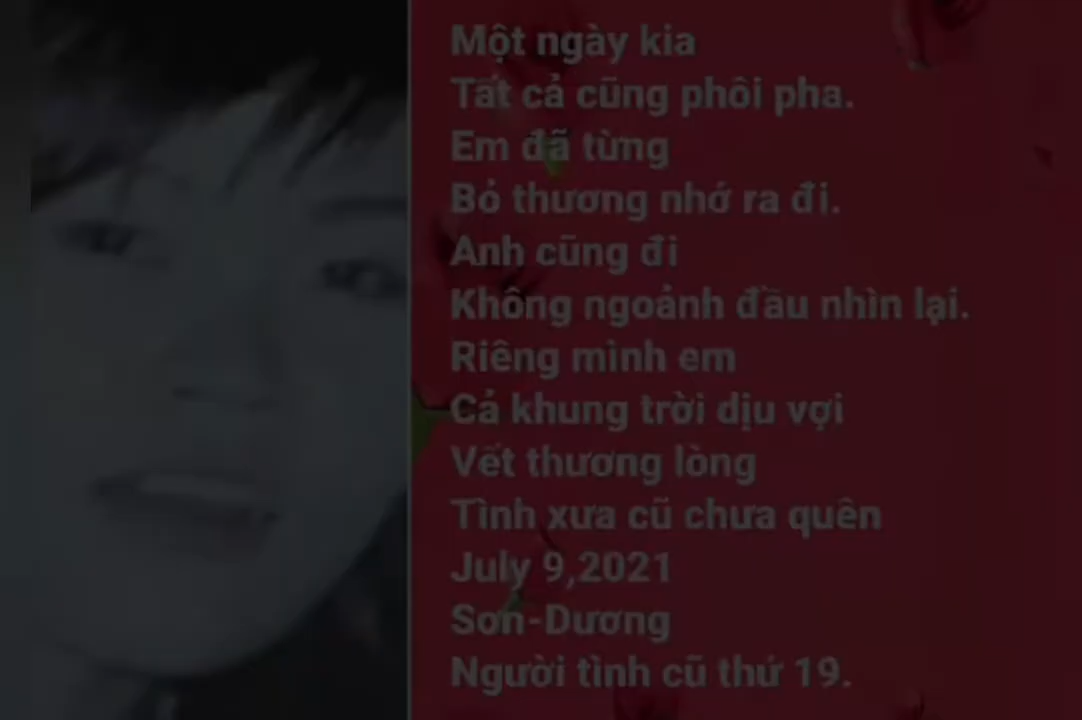 Một ngày kia
Tất cả cũng phôi pha.
Em đã từng
Bỏ thương nhớ ra đi.
Anh cũng đi
Không ngoảnh đầu nhìn lại.
Riêng mình em
Cả khung trời dịu vợi
Vết thương lòng
Tình xưa cũ chưa quên
July 9,2021
Sơn-Dương
Người tình cũ thứ 19.